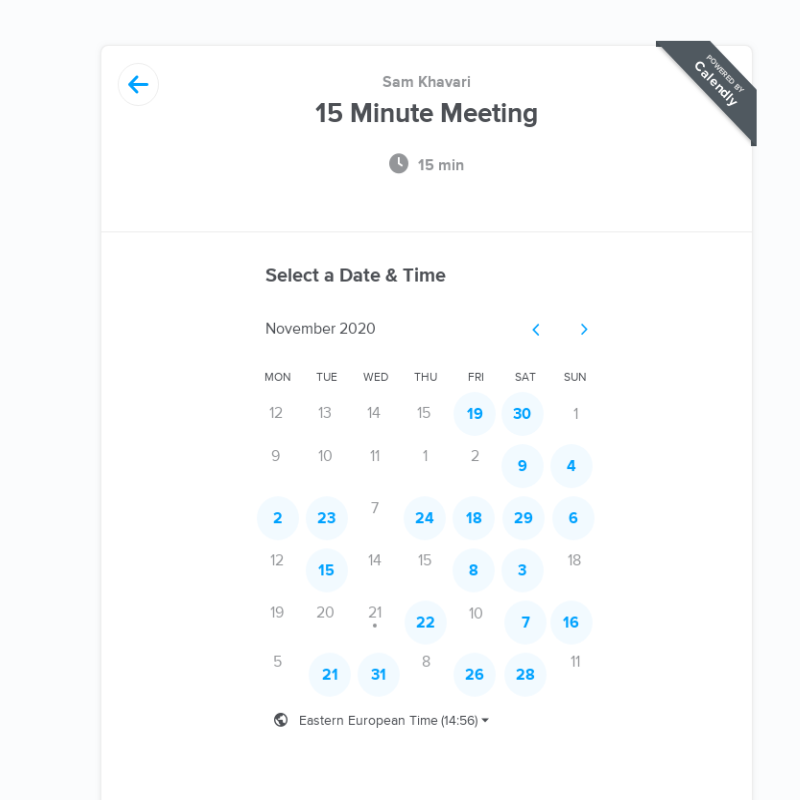 POWERED BY
Calendly
Sam Khavari
15 Minute Meeting
15 min
Select a Date & Time
November 2020
MON TUE WED THU FRI SAT SUN
12 13 14 15 19 30 1
9 10 11 1 2 9 4
2 23 7 24 18 29 6
12 15 14 15 8 3 18
19 20 21 22 10 7 16
5 21 31 8 26 28 11
Eastern European Time (14:56)